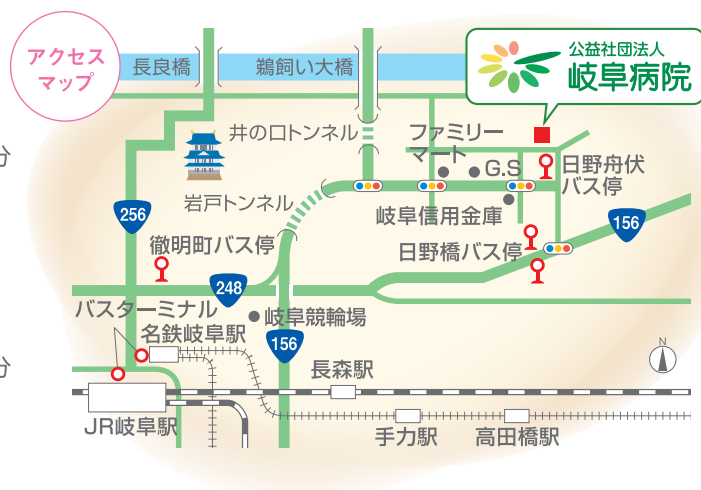 アクセス
マップ
長良橋
鵜飼い大橋
公益社団法人
岐阜病院
分
井の口トンネル
ファミリー
マート
G.S
日野舟伏
バス停
岩戸トンネル
岐阜信用金庫
256
156
徹明町バス停
日野橋バス停
248
バスターミナル
岐阜競輪場
名鉄岐阜駅
156
N
分
長森駅
JR岐阜駅
手力駅
高田橋駅